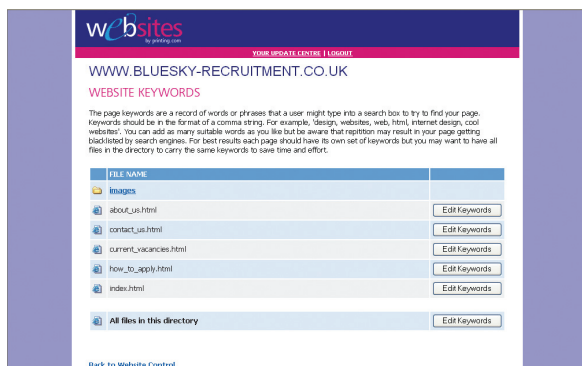 websites
by printing.com
YOUR UPDATE CENTRE | LOGOUT
WWW.BLUESKY-RECRUITMENT.CO.UK
WEBSITE KEYWORDS
The page keywords are a record of words or phrases that a user might type into a search box to try to find your page.
Keywords should be in the format of a comma string. For example, 'design, websites, web, html, internet design, cool
websites'. You can add as many suitable words as you like but be aware that repitition may result in your page getting
blacklisted by search engines. For best results each page should have its own set of keywords but you may want to have all
files in the directory to carry the same keywords to save time and effort.
FILE NAME
images
about_us.html Edit Keywords
contact_us.html Edit Keywords
current_vacancies.html Edit Keywords
how_to_apply.html Edit Keywords
index.html Edit Keywords
All files in this directory Edit Keywords
Back to Website Control